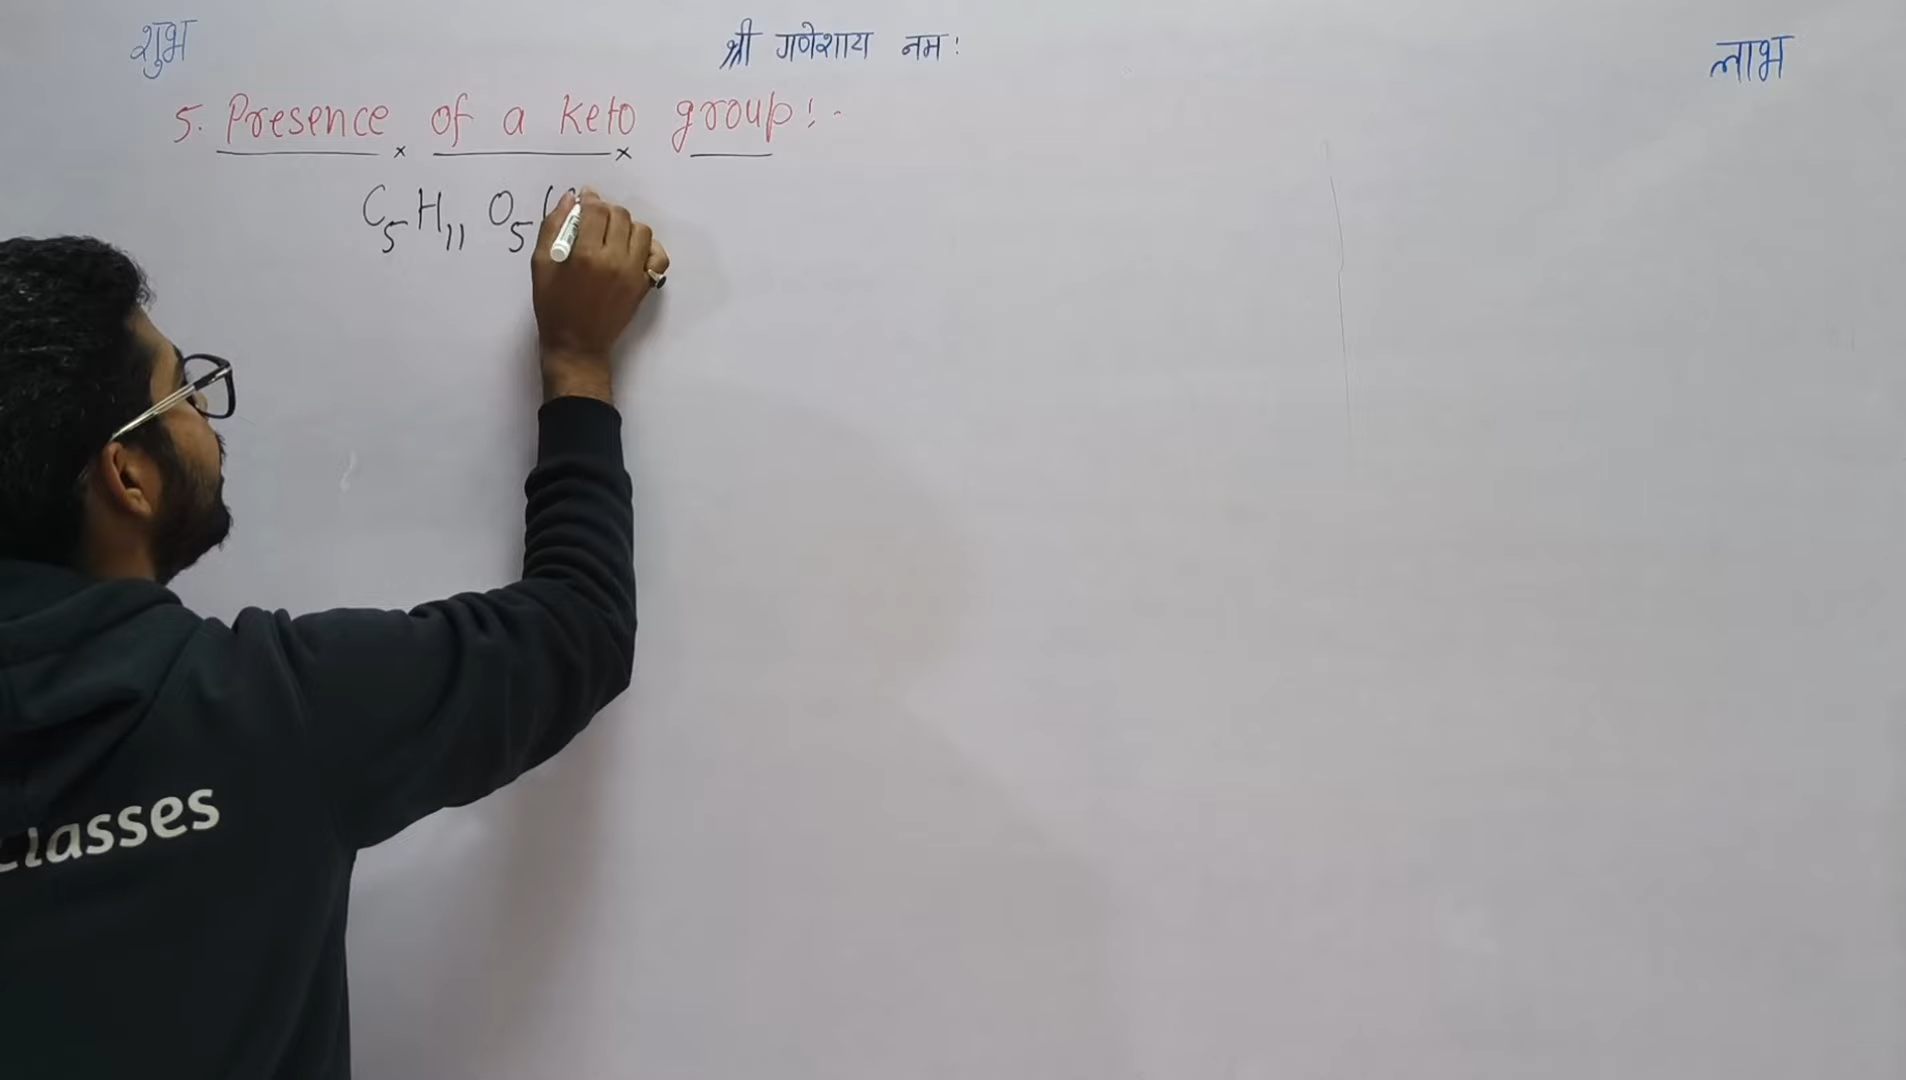 शुभ
श्री गणेशाय नमः
लाभ
5. Presence of a keto group:-
C5H11O5
Classes